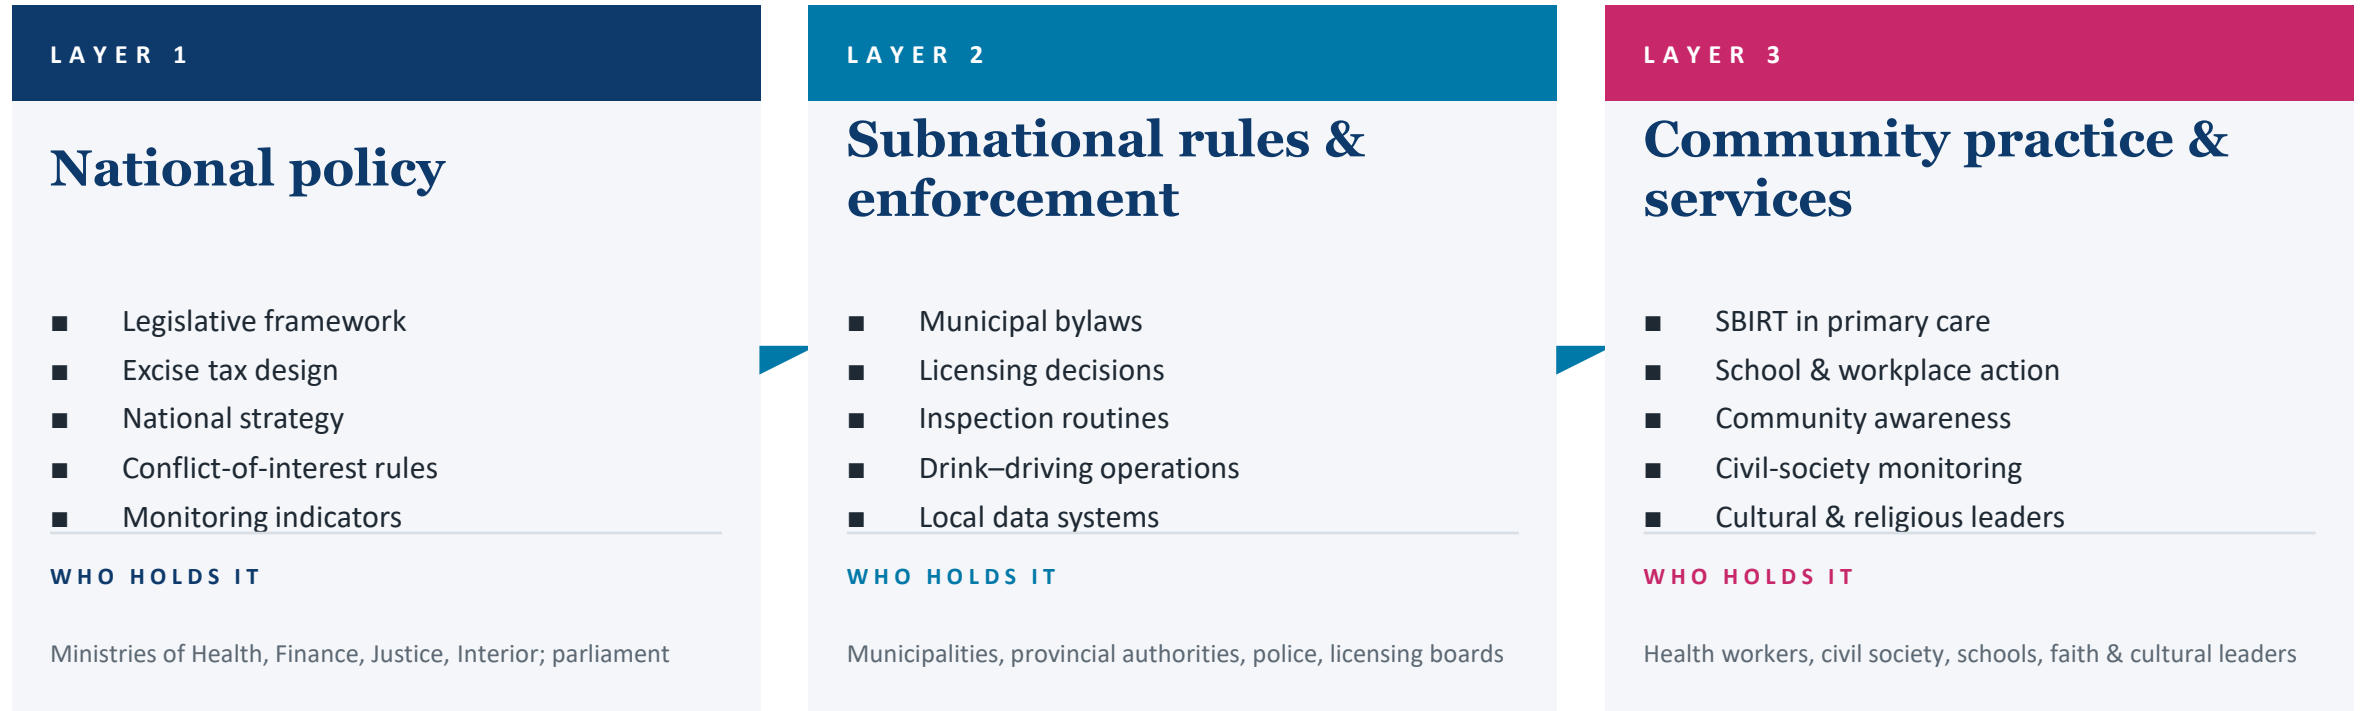 LAYER 1
National policy
■ Legislative framework
■ Excise tax design
■ National strategy
■ Conflict-of-interest rules
■ Monitoring indicators
WHO HOLDS IT
Ministries of Health, Finance, Justice, Interior; parliament
LAYER 2
Subnational rules &
enforcement
■ Municipal bylaws
■ Licensing decisions
■ Inspection routines
■ Drink–driving operations
■ Local data systems
WHO HOLDS IT
Municipalities, provincial authorities, police, licensing boards
LAYER 3
Community practice &
services
■ SBIRT in primary care
■ School & workplace action
■ Community awareness
■ Civil-society monitoring
■ Cultural & religious leaders
WHO HOLDS IT
Health workers, civil society, schools, faith & cultural leaders